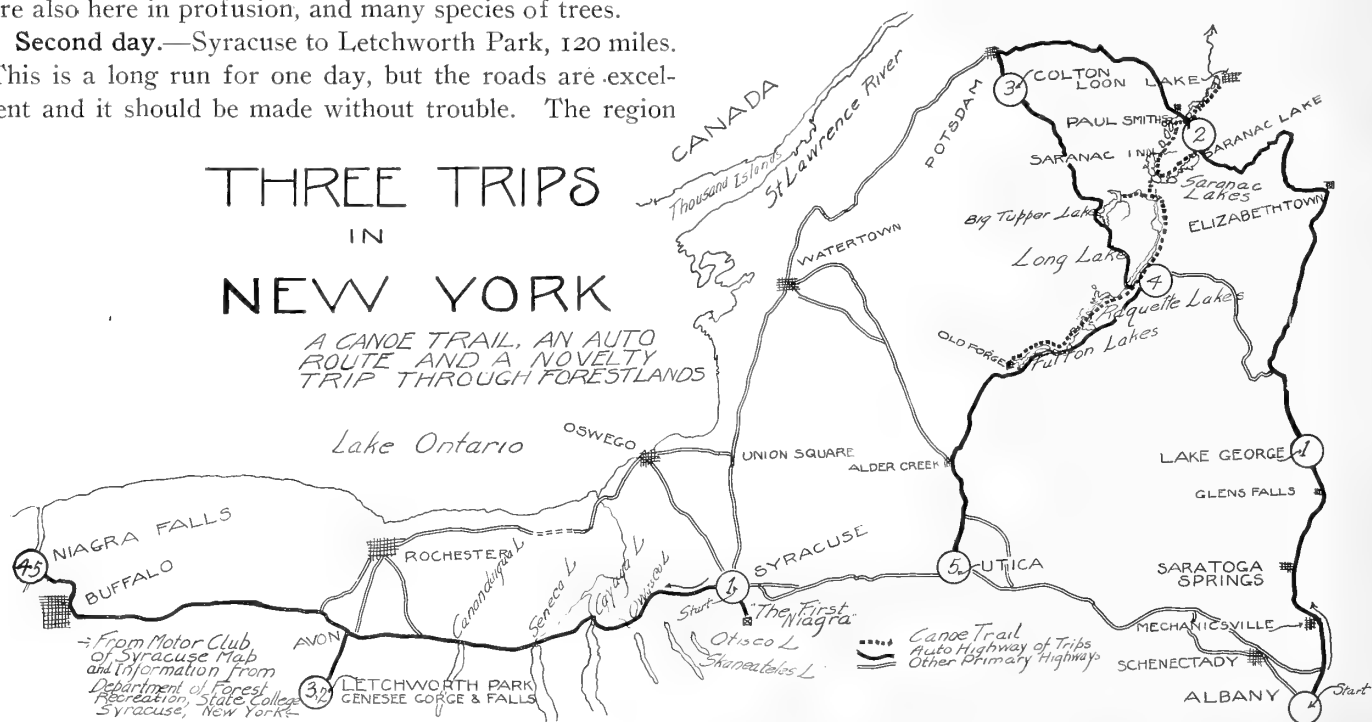 re also here in profusion, and many species of trees.
Second day.—Syracuse to Letchworth Park, 120 miles.
This is a long run for one day, but the roads are excel-
ent and it should be made without trouble. The region
THREE TRIPS
IN
NEW YORK
A CANOE TRAIL, AN AUTO
ROUTE AND A NOVELTY
TRIP THROUGH FORESTLANDS
CANADA
Thousand Islands
St Lawrence River
POTSDAM
3
COLTON
LOON LAKE
PAUL SMITHS
2
SARANAC LAKE
SARANAC INN
Saranac
Lakes
Big Tupper Lake
ELIZABETHTOWN
Long Lake
4
Raquette Lakes
OLD FORGE
Fulton Lakes
WATERTOWN
Lake Ontario
OSWEGO
UNION SQUARE
ALDER CREEK
LAKE GEORGE
1
GLENS FALLS
NIAGRA FALLS
45
BUFFALO
ROCHESTER
Canandaigua L
Seneca L
Cayuga L
Owasco L
SYRACUSE
1
Start
"The First
Niagra"
Otisco L
Skaneateles L
5
UTICA
SARATOGA
SPRINGS
MECHANICSVILLE
SCHENECTADY
ALBANY
Start
AVON
3,2
LETCHWORTH PARK
GENESEE GORGE & FALLS
From Motor Club
of Syracuse Map
and Information From
Department of Forest
Recreation, State College
Syracuse, New York
Canoe Trail
Auto Highway of Trips
Other Primary Highways